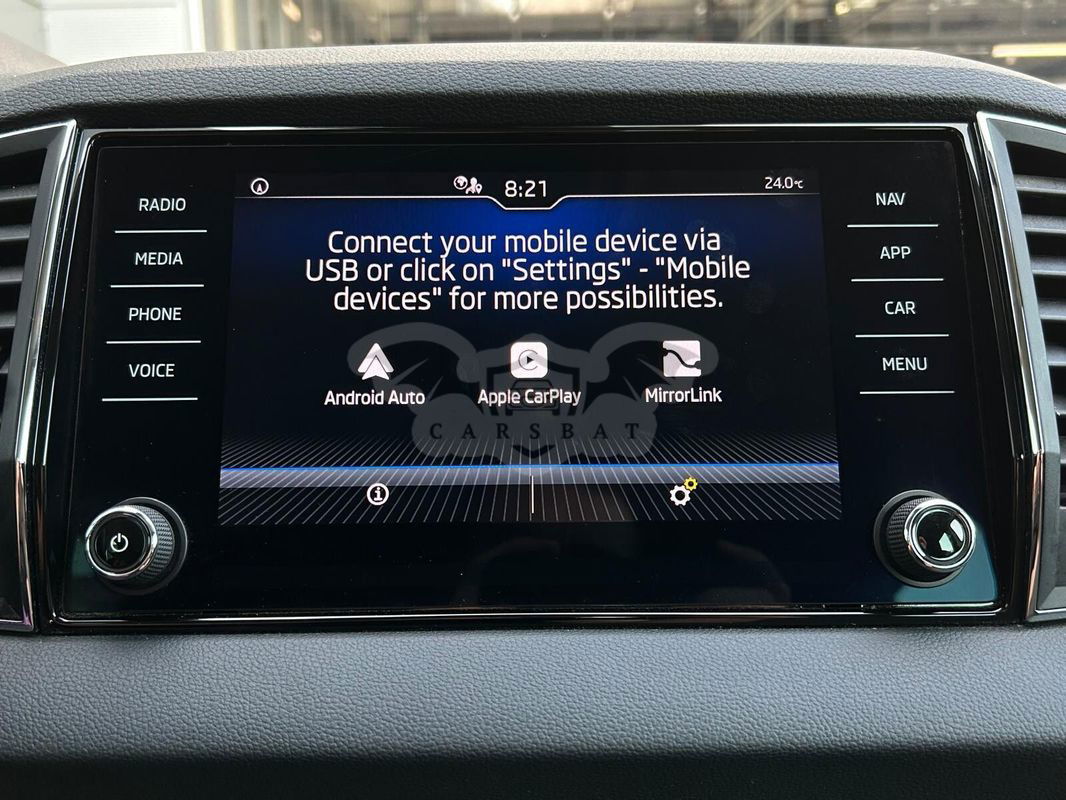 8:21
24.0°C
RADIO
MEDIA
PHONE
VOICE
Connect your mobile device via
USB or click on "Settings" - "Mobile
devices" for more possibilities.
Android Auto
Apple CarPlay
MirrorLink
CARSBAT
NAV
APP
CAR
MENU